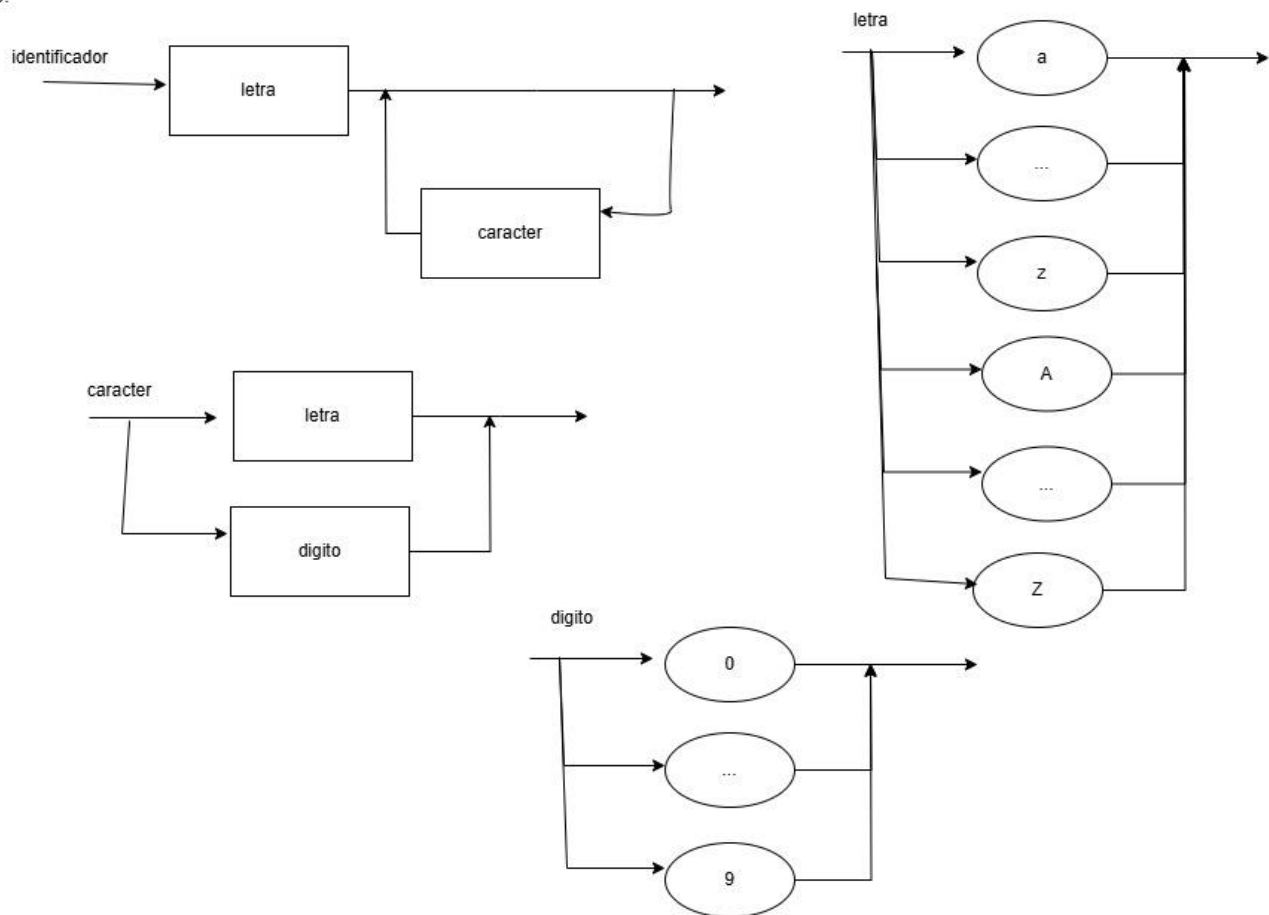 identificador
letra
caracter
letra
a
...
z
A
...
Z
caracter
letra
digito
digito
0
...
9